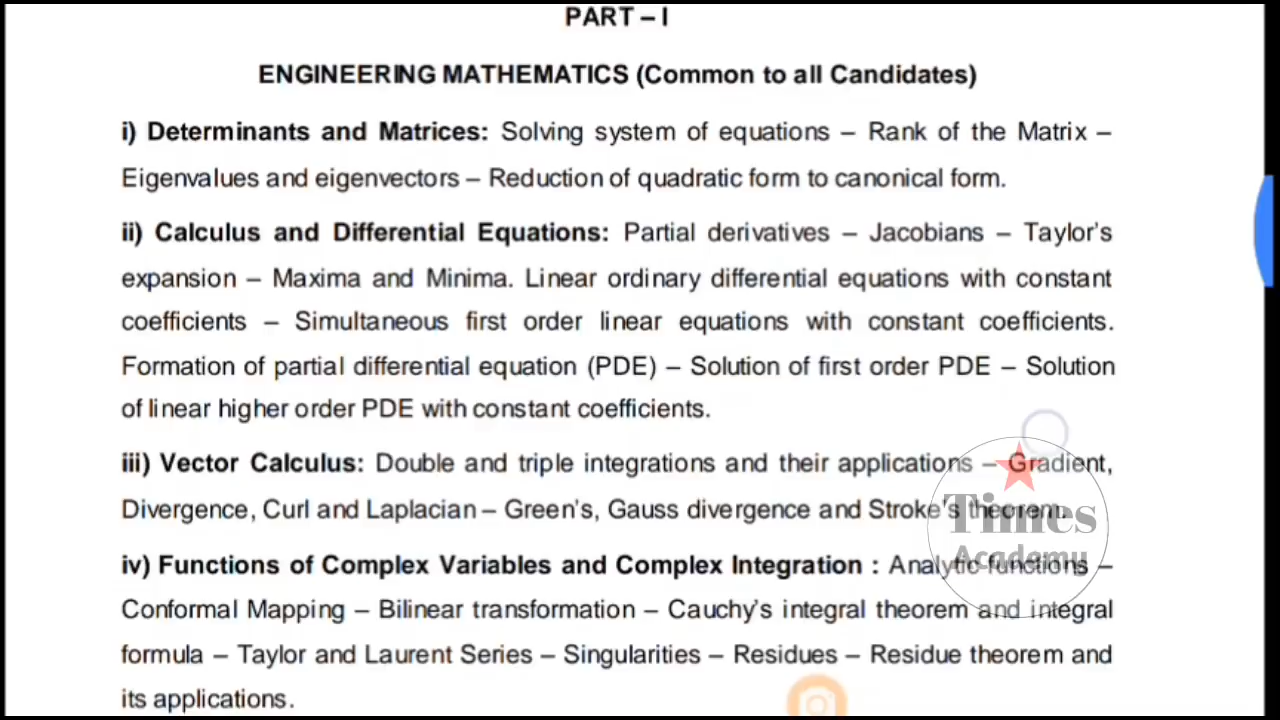 PART – I
ENGINEERING MATHEMATICS (Common to all Candidates)
i) Determinants and Matrices: Solving system of equations – Rank of the Matrix –
Eigenvalues and eigenvectors – Reduction of quadratic form to canonical form.
ii) Calculus and Differential Equations: Partial derivatives – Jacobians – Taylor's
expansion – Maxima and Minima. Linear ordinary differential equations with constant
coefficients – Simultaneous first order linear equations with constant coefficients.
Formation of partial differential equation (PDE) – Solution of first order PDE – Solution
of linear higher order PDE with constant coefficients.
iii) Vector Calculus: Double and triple integrations and their applications – Gradient,
Divergence, Curl and Laplacian – Green's, Gauss divergence and Stroke's theorem.
Times
Academy
iv) Functions of Complex Variables and Complex Integration : Analytic functions –
Conformal Mapping – Bilinear transformation – Cauchy's integral theorem and integral
formula – Taylor and Laurent Series – Singularities – Residues – Residue theorem and
its applications.